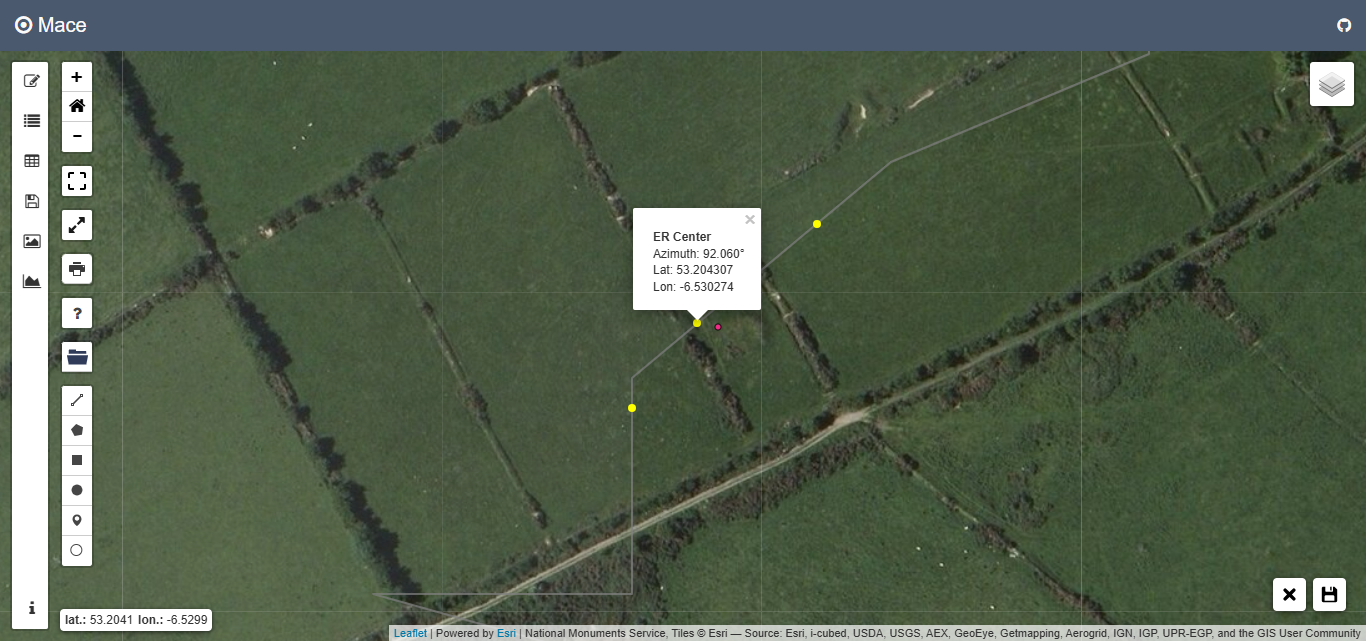 Mace
ER Center
×
Azimuth: 92.060°
Lat: 53.204307
Lon: -6.530274
+
−
?
i
lat.: 53.2041 lon.: -6.5299
Leaflet | Powered by Esri | National Monuments Service, Tiles © Esri — Source: Esri, i-cubed, USDA, USGS, AEX, GeoEye, Getmapping, Aerogrid, IGN, IGP, UPR-EGP, and the GIS User Community